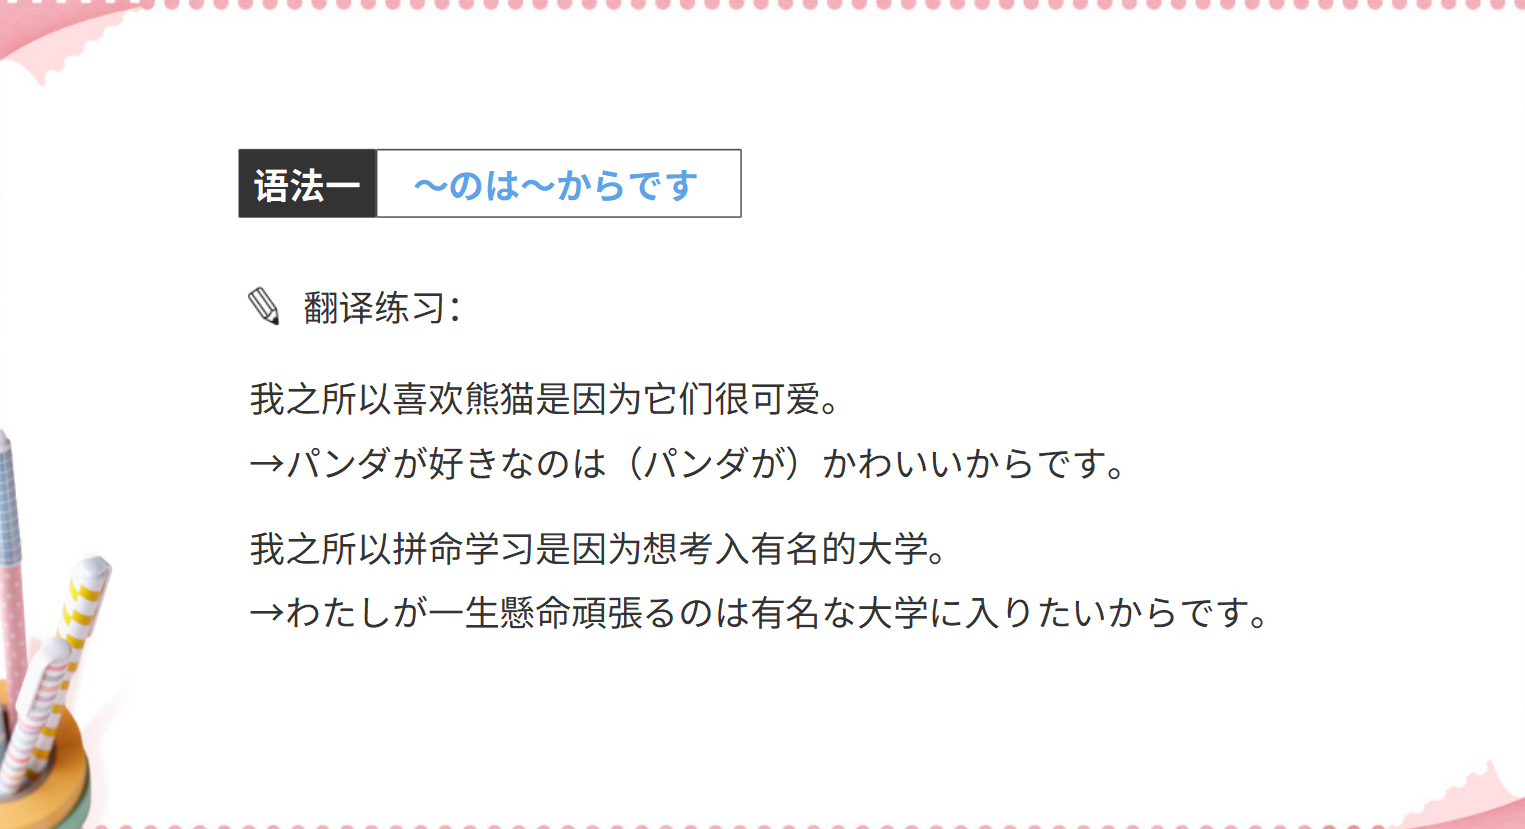 语法一 ～のは～からです
翻译练习：
我之所以喜欢熊猫是因为它们很可爱。
→パンダが好きなのは（パンダが）かわいいからです。
我之所以拼命学习是因为想考入有名的大学。
→わたしが一生懸命頑張るのは有名な大学に入りたいからです。